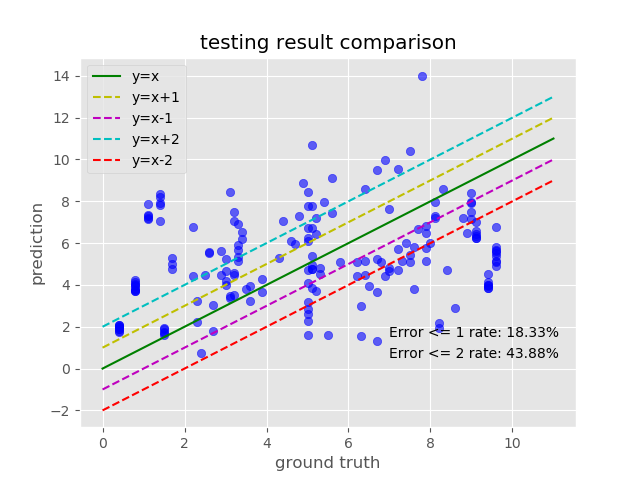 testing result comparison
y=x
y=x+1
y=x-1
y=x+2
y=x-2
14
12
10
8
6
4
2
0
−2
prediction
Error <= 1 rate: 18.33%
Error <= 2 rate: 43.88%
0 2 4 6 8 10
ground truth